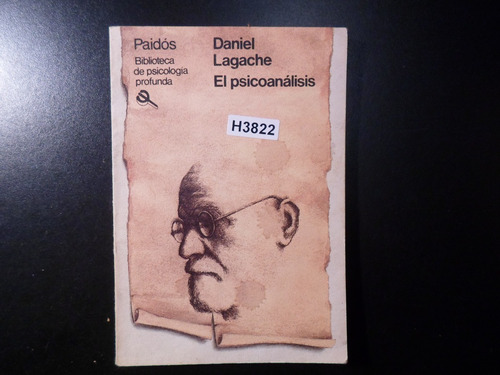 Paidós
Biblioteca
de psicología
profunda
Daniel
Lagache
El psicoanálisis
H3822